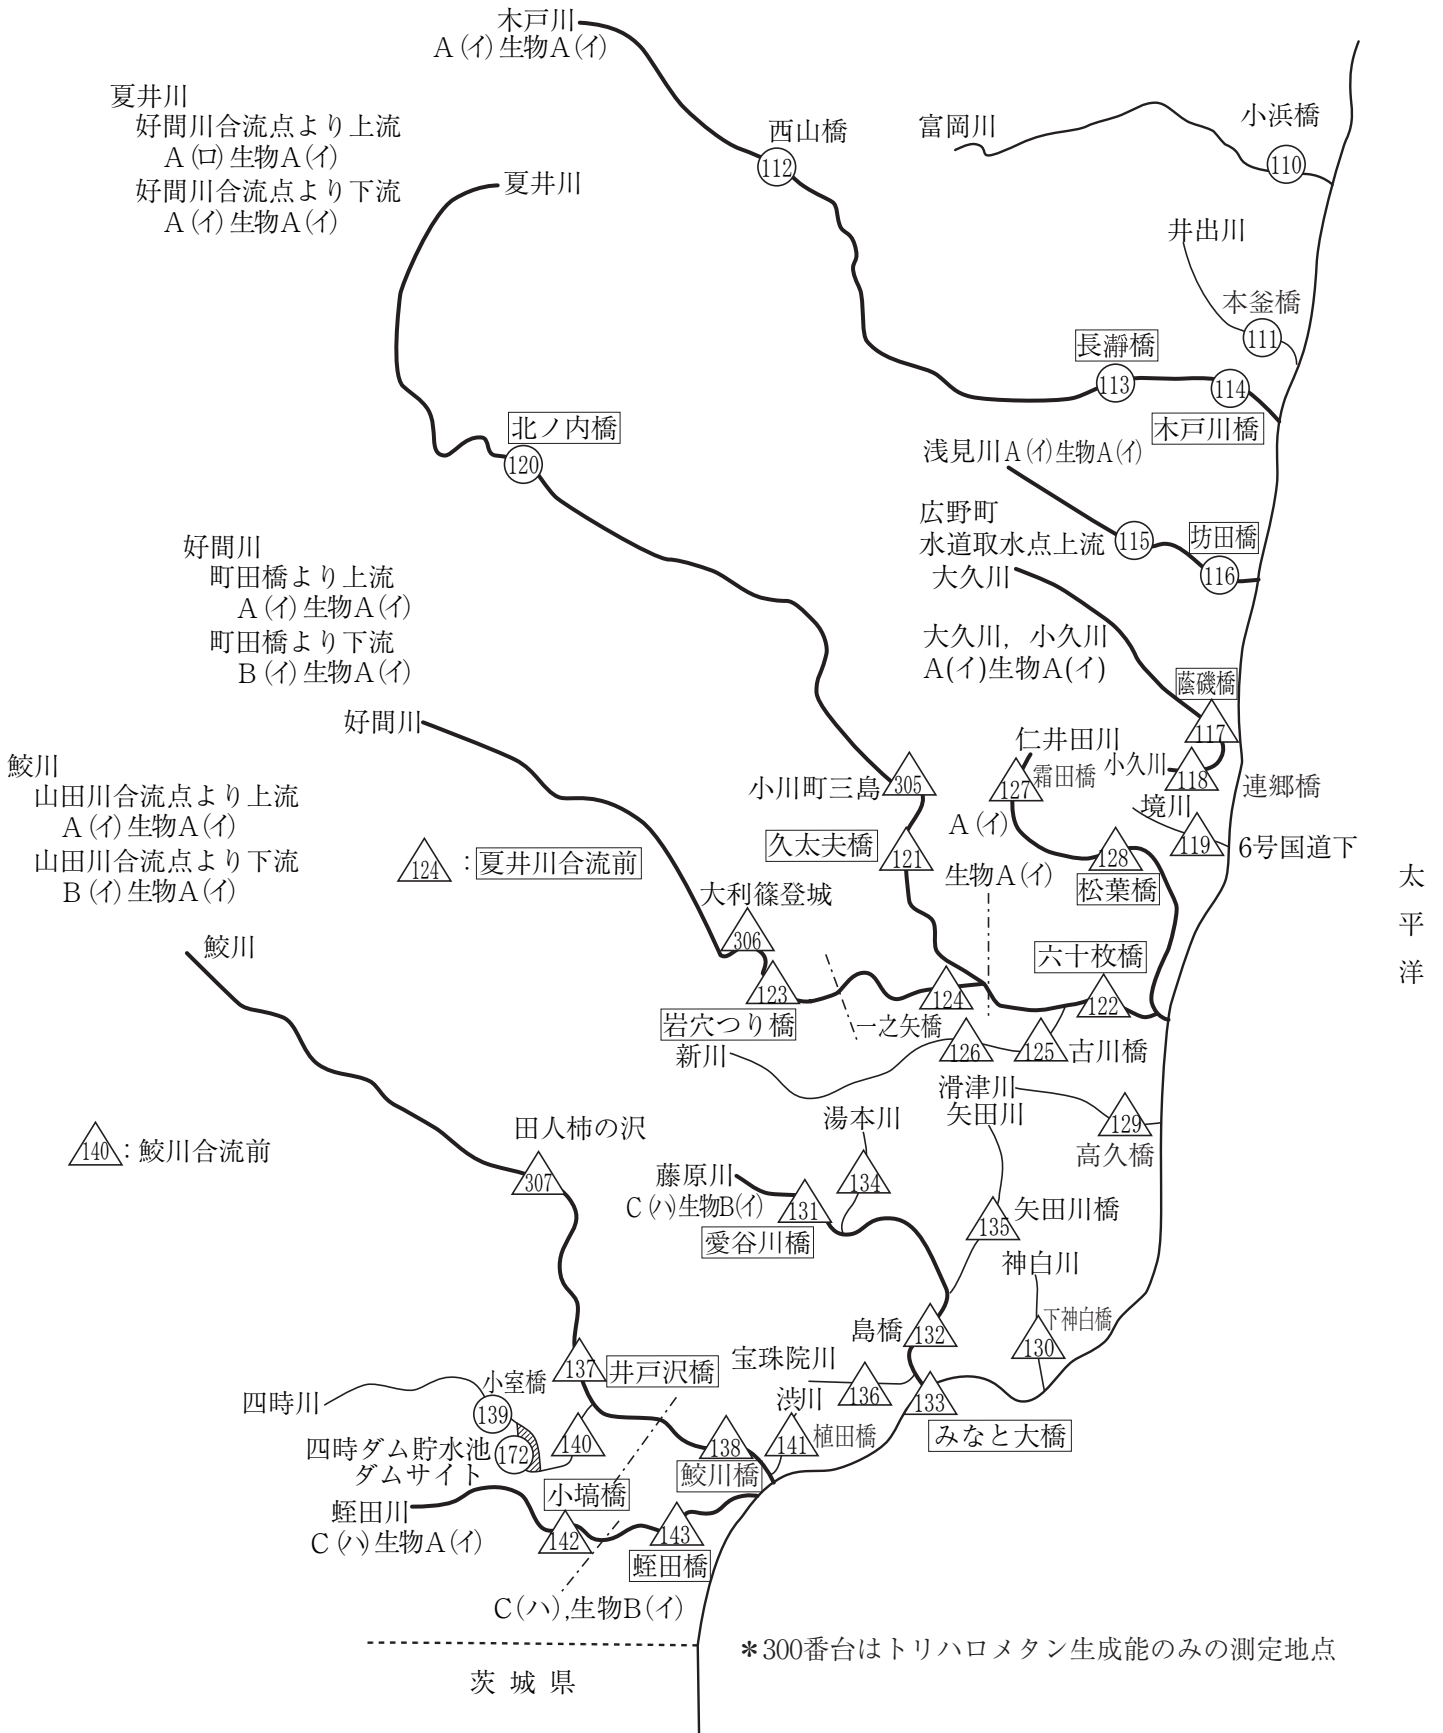 木戸川
A(イ)生物A(イ)
夏井川
好間川合流点より上流
A(ロ)生物A(イ)
好間川合流点より下流
A(イ)生物A(イ)
夏井川
西山橋
112
富岡川
小浜橋
110
井出川
本釜橋
111
長瀞橋
113
114
木戸川橋
北ノ内橋
120
浅見川A(イ)生物A(イ)
広野町
水道取水点上流
115
坊田橋
116
大久川
大久川，小久川
A(イ)生物A(イ)
蔭磯橋
117
好間川
町田橋より上流
A(イ)生物A(イ)
町田橋より下流
B(イ)生物A(イ)
好間川
仁井田川
127
霜田橋
小久川
118
連郷橋
境川
119
6号国道下
小川町三島
305
A(イ)
128
松葉橋
久太夫橋
121
生物A(イ)
鮫川
山田川合流点より上流
A(イ)生物A(イ)
山田川合流点より下流
B(イ)生物A(イ)
124
:夏井川合流前
太平洋
大利篠登城
306
123
岩穴つり橋
鮫川
六十枚橋
122
124
一之矢橋
新川
126
125
古川橋
滑津川
129
高久橋
矢田川
湯本川
134
140
:鮫川合流前
田人柿の沢
307
藤原川
C(ハ)生物B(イ)
131
愛谷川橋
135
矢田川橋
神白川
下神白橋
130
島橋
132
宝珠院川
136
133
みなと大橋
渋川
141
植田橋
137
井戸沢橋
四時川
小室橋
139
四時ダム貯水池
ダムサイト
172
140
138
鮫川橋
小塙橋
蛭田川
C(ハ)生物A(イ)
142
143
蛭田橋
C(ハ),生物B(イ)
＊300番台はトリハロメタン生成能のみの測定地点
茨城県